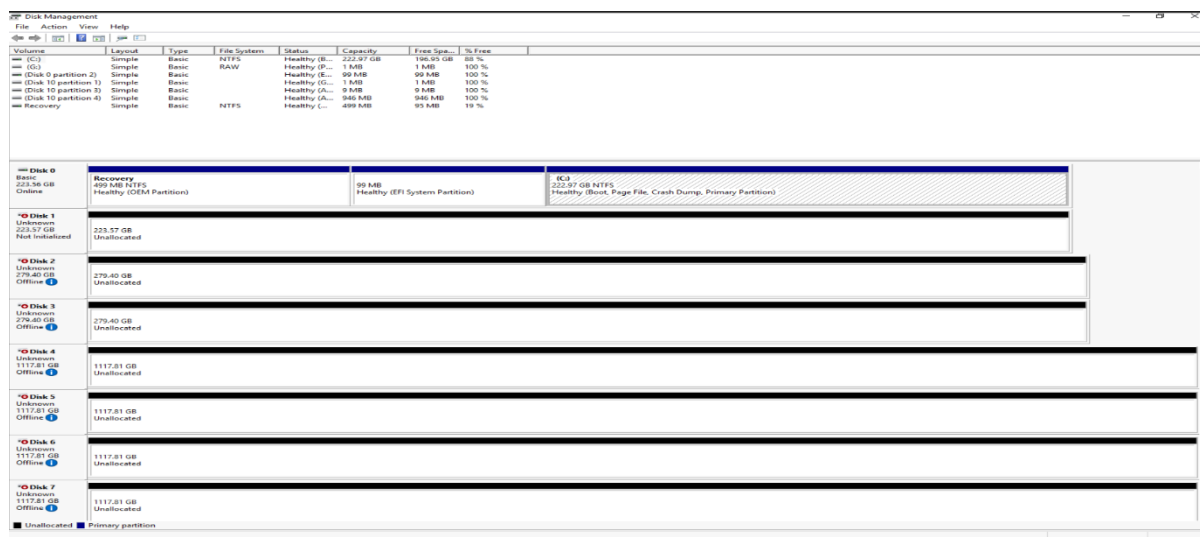 Disk Management
File Action View Help
Volume Layout Type File System Status Capacity Free Spa... % Free
(C:) Simple Basic NTFS Healthy (B... 222.97 GB 196.95 GB 88 %
(G:) Simple Basic RAW Healthy (P... 1 MB 1 MB 100 %
(Disk 0 partition 2) Simple Basic Healthy (E... 99 MB 99 MB 100 %
(Disk 10 partition 1) Simple Basic Healthy (G... 1 MB 1 MB 100 %
(Disk 10 partition 3) Simple Basic Healthy (A... 9 MB 9 MB 100 %
(Disk 10 partition 4) Simple Basic Healthy (A... 946 MB 946 MB 100 %
Recovery Simple Basic NTFS Healthy (... 499 MB 95 MB 19 %
Disk 0
Basic
223.56 GB
Online
Recovery
499 MB NTFS
Healthy (OEM Partition)
99 MB
Healthy (EFI System Partition)
(C:)
222.97 GB NTFS
Healthy (Boot, Page File, Crash Dump, Primary Partition)
Disk 1
Unknown
223.57 GB
Not Initialized
223.57 GB
Unallocated
Disk 2
Unknown
279.40 GB
Offline
279.40 GB
Unallocated
Disk 3
Unknown
279.40 GB
Offline
279.40 GB
Unallocated
Disk 4
Unknown
1117.81 GB
Offline
1117.81 GB
Unallocated
Disk 5
Unknown
1117.81 GB
Offline
1117.81 GB
Unallocated
Disk 6
Unknown
1117.81 GB
Offline
1117.81 GB
Unallocated
Disk 7
Unknown
1117.81 GB
Offline
1117.81 GB
Unallocated
Unallocated Primary partition